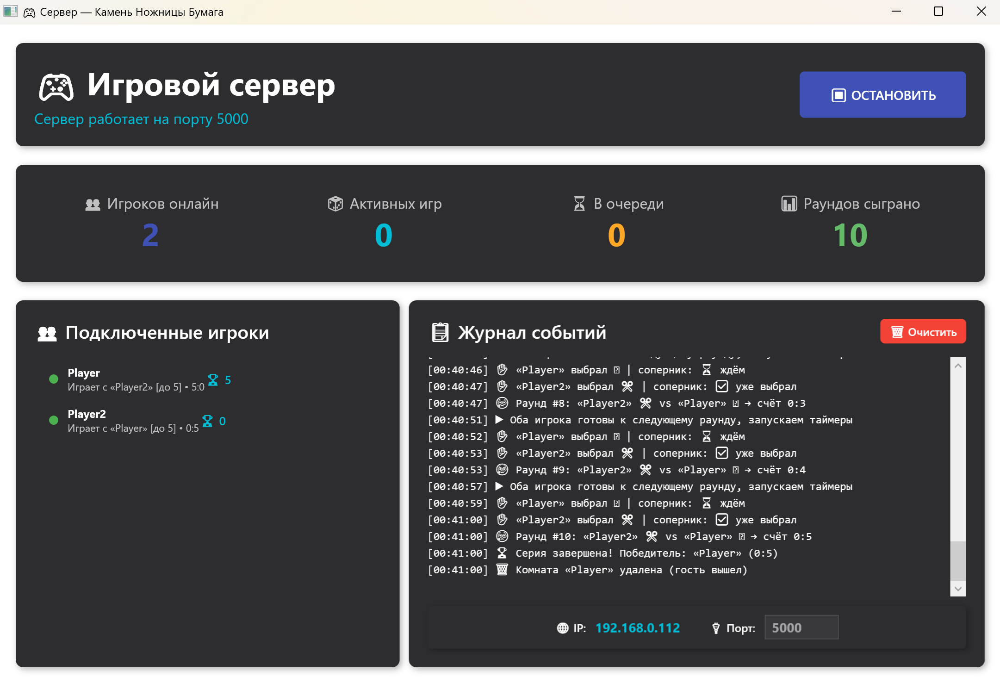 Сервер — Камень Ножницы Бумага
Игровой сервер
Сервер работает на порту 5000
ОСТАНОВИТЬ
Игроков онлайн
2
Активных игр
0
В очереди
0
Раундов сыграно
10
Подключенные игроки
Player
Играет с «Player2» [до 5] • 5:0 5
Player2
Играет с «Player» [до 5] • 0:5 0
Журнал событий
Очистить
[00:40:46] «Player» выбрал | соперник: ждём
[00:40:47] «Player2» выбрал | соперник: уже выбрал
[00:40:47] Раунд #8: «Player2» vs «Player» → счёт 0:3
[00:40:51] Оба игрока готовы к следующему раунду, запускаем таймеры
[00:40:52] «Player» выбрал | соперник: ждём
[00:40:53] «Player2» выбрал | соперник: уже выбрал
[00:40:53] Раунд #9: «Player2» vs «Player» → счёт 0:4
[00:40:57] Оба игрока готовы к следующему раунду, запускаем таймеры
[00:40:59] «Player» выбрал | соперник: ждём
[00:41:00] «Player2» выбрал | соперник: уже выбрал
[00:41:00] Раунд #10: «Player2» vs «Player» → счёт 0:5
[00:41:00] Серия завершена! Победитель: «Player» (0:5)
[00:41:00] Комната «Player» удалена (гость вышел)
IP: 192.168.0.112 Порт: 5000